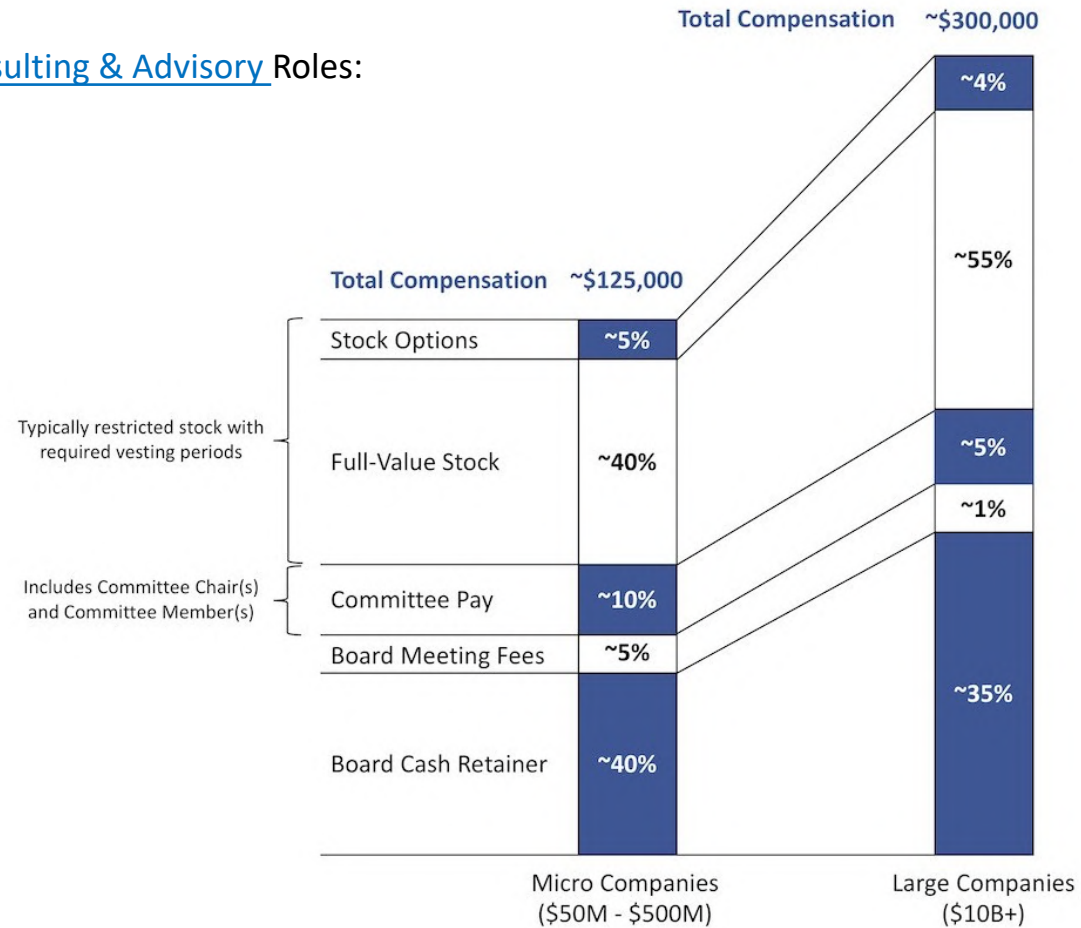 Total Compensation ~$300,000
sulting & Advisory Roles:
~4%
~55%
Total Compensation ~$125,000
Stock Options ~5%
Typically restricted stock with
required vesting periods
Full-Value Stock ~40%
~5%
~1%
Includes Committee Chair(s)
and Committee Member(s)
Committee Pay ~10%
Board Meeting Fees ~5%
~35%
Board Cash Retainer ~40%
Micro Companies
($50M - $500M)
Large Companies
($10B+)